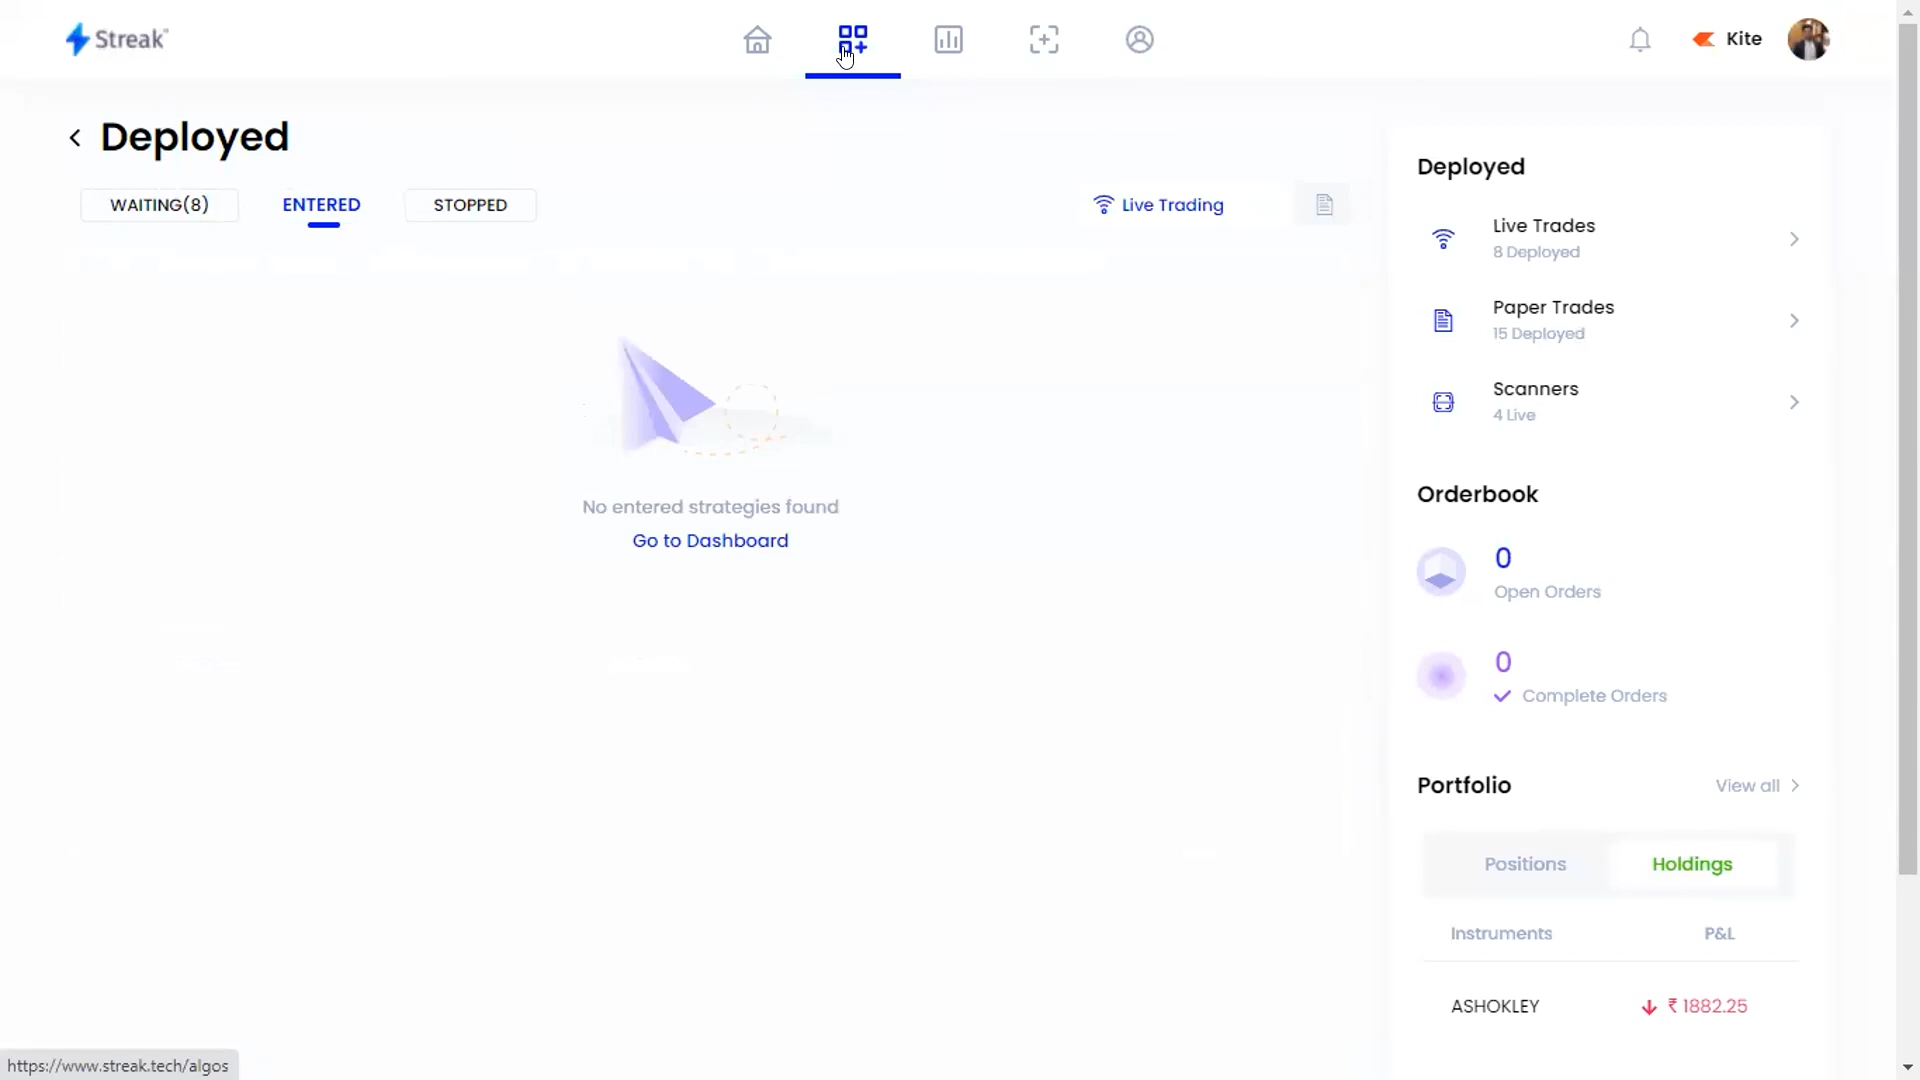 Streak™
Kite
Deployed
WAITING(8)
ENTERED
STOPPED
Live Trading
No entered strategies found
Go to Dashboard
Deployed
Live Trades
8 Deployed
Paper Trades
15 Deployed
Scanners
4 Live
Orderbook
0
Open Orders
0
Complete Orders
Portfolio
View all
Positions
Holdings
Instruments
P&L
ASHOKLEY
₹ 1882.25
https://www.streak.tech/algos